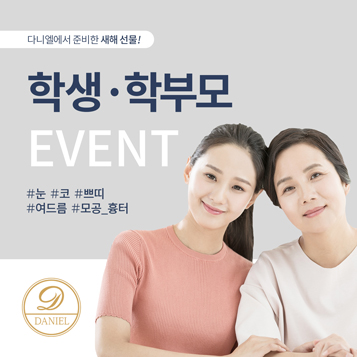 다니엘에서 준비한 새해 선물!
학생·학부모
EVENT
#눈 #코 #쁘띠
#여드름 #모공_흉터
D
DANIEL